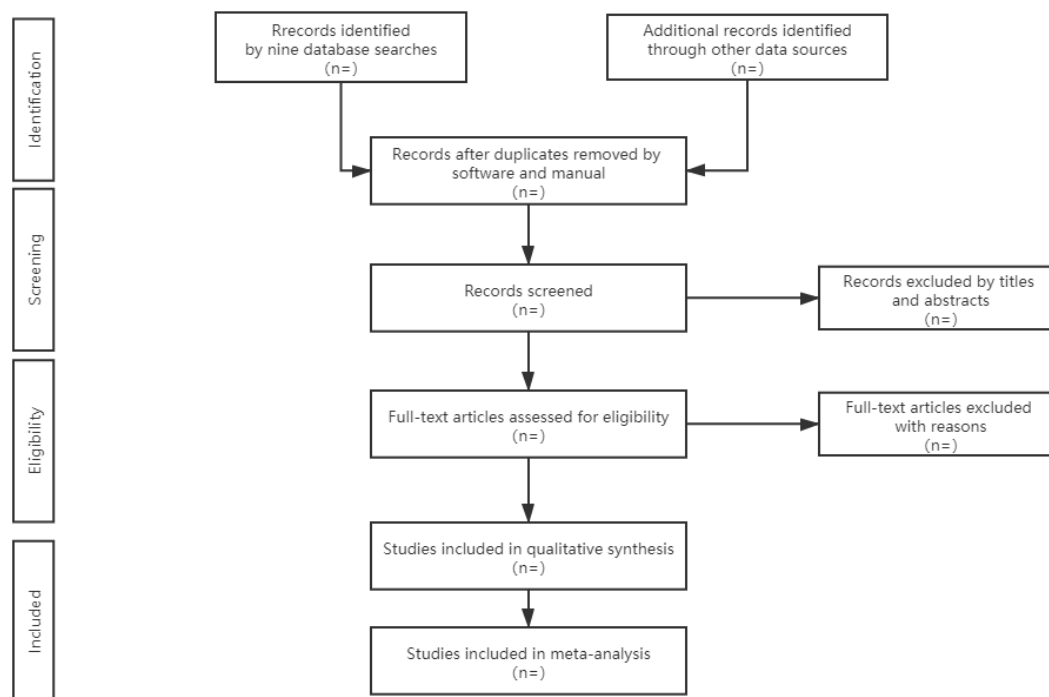 Identification
Rrecords identified
by nine database searches
(n=)
Additional records identified
through other data sources
(n=)
Records after duplicates removed by
software and manual
(n=)
Screening
Records screened
(n=)
Records excluded by titles
and abstracts
(n=)
Eligibility
Full-text articles assessed for eligibility
(n=)
Full-text articles excluded
with reasons
(n=)
Included
Studies included in qualitative synthesis
(n=)
Studies included in meta-analysis
(n=)